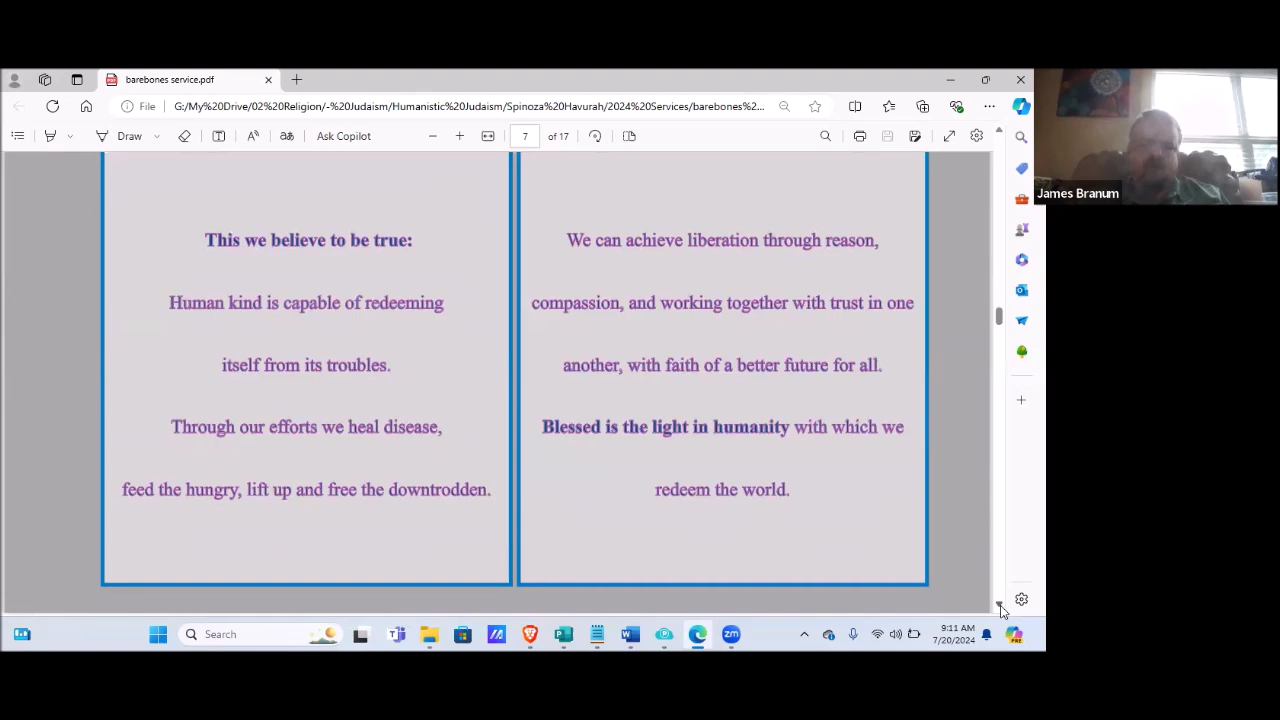 barebones service.pdf
File
G:/My%20Drive/02%20Religion/-%20Judaism/Humanistic%20Judaism/Spinoza%20Havurah/2024%20Services/barebones%2...
Draw
Ask Copilot
7 of 17
James Branum
This we believe to be true:
Human kind is capable of redeeming
itself from its troubles.
Through our efforts we heal disease,
feed the hungry, lift up and free the downtrodden.
We can achieve liberation through reason,
compassion, and working together with trust in one
another, with faith of a better future for all.
Blessed is the light in humanity with which we
redeem the world.
Search
zm
9:11 AM
7/20/2024